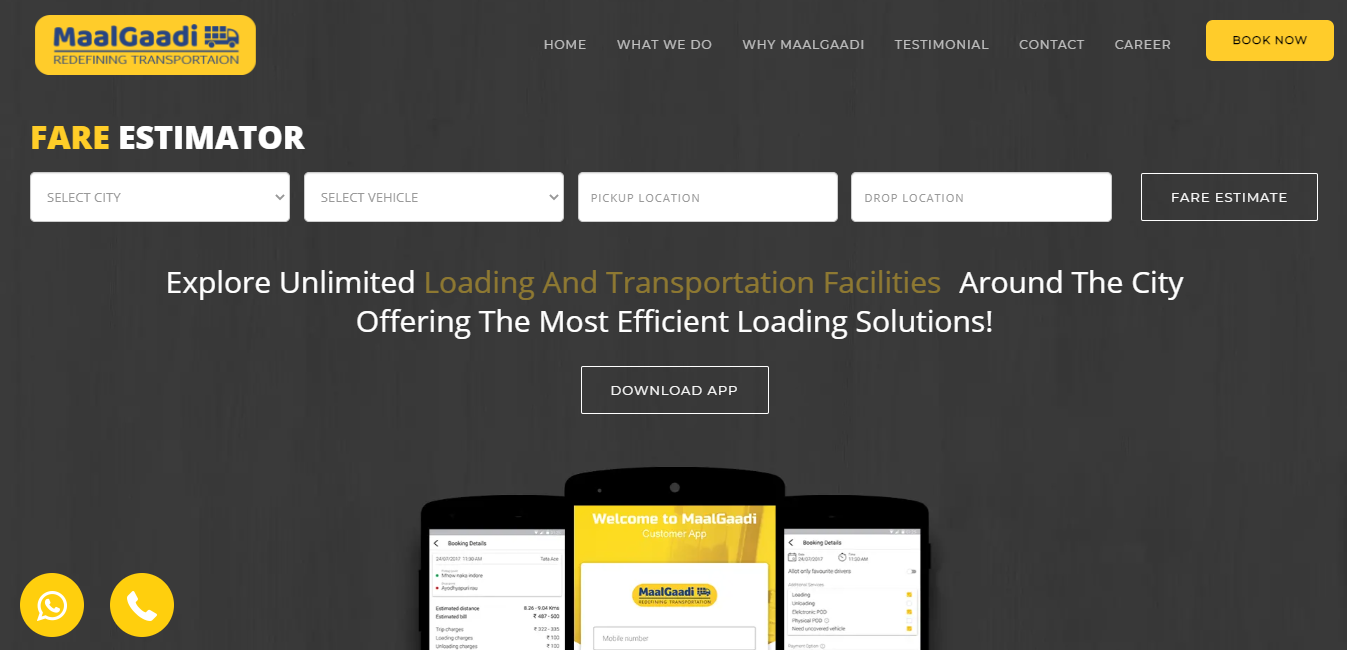 MaalGaadi
REDEFINING TRANSPORTAION
HOME WHAT WE DO WHY MAALGAADI TESTIMONIAL CONTACT CAREER BOOK NOW
FARE ESTIMATOR
SELECT CITY SELECT VEHICLE PICKUP LOCATION DROP LOCATION FARE ESTIMATE
Explore Unlimited Loading And Transportation Facilities Around The City
Offering The Most Efficient Loading Solutions!
DOWNLOAD APP
Booking Details
24/07/2017 11:30 AM Tata Ace
Mhow naka indore
Ayodhyapuri rau
Estimated distance 8.26 - 9.04 Kms
Estimated bill ₹ 487 - 500
Trip charges ₹ 322 - 335
Loading charges ₹ 100
Unloading charges ₹ 100
Welcome to MaalGaadi
Customer App
MaalGaadi
REDEFINING TRANSPORTATION
Mobile number
Booking Details
Date Time
24/07/2017 11:30 AM
Allot only favourite drivers
Additional Services
Loading
Unloading
Physical POD
Need uncovered vehicle
Payment Option